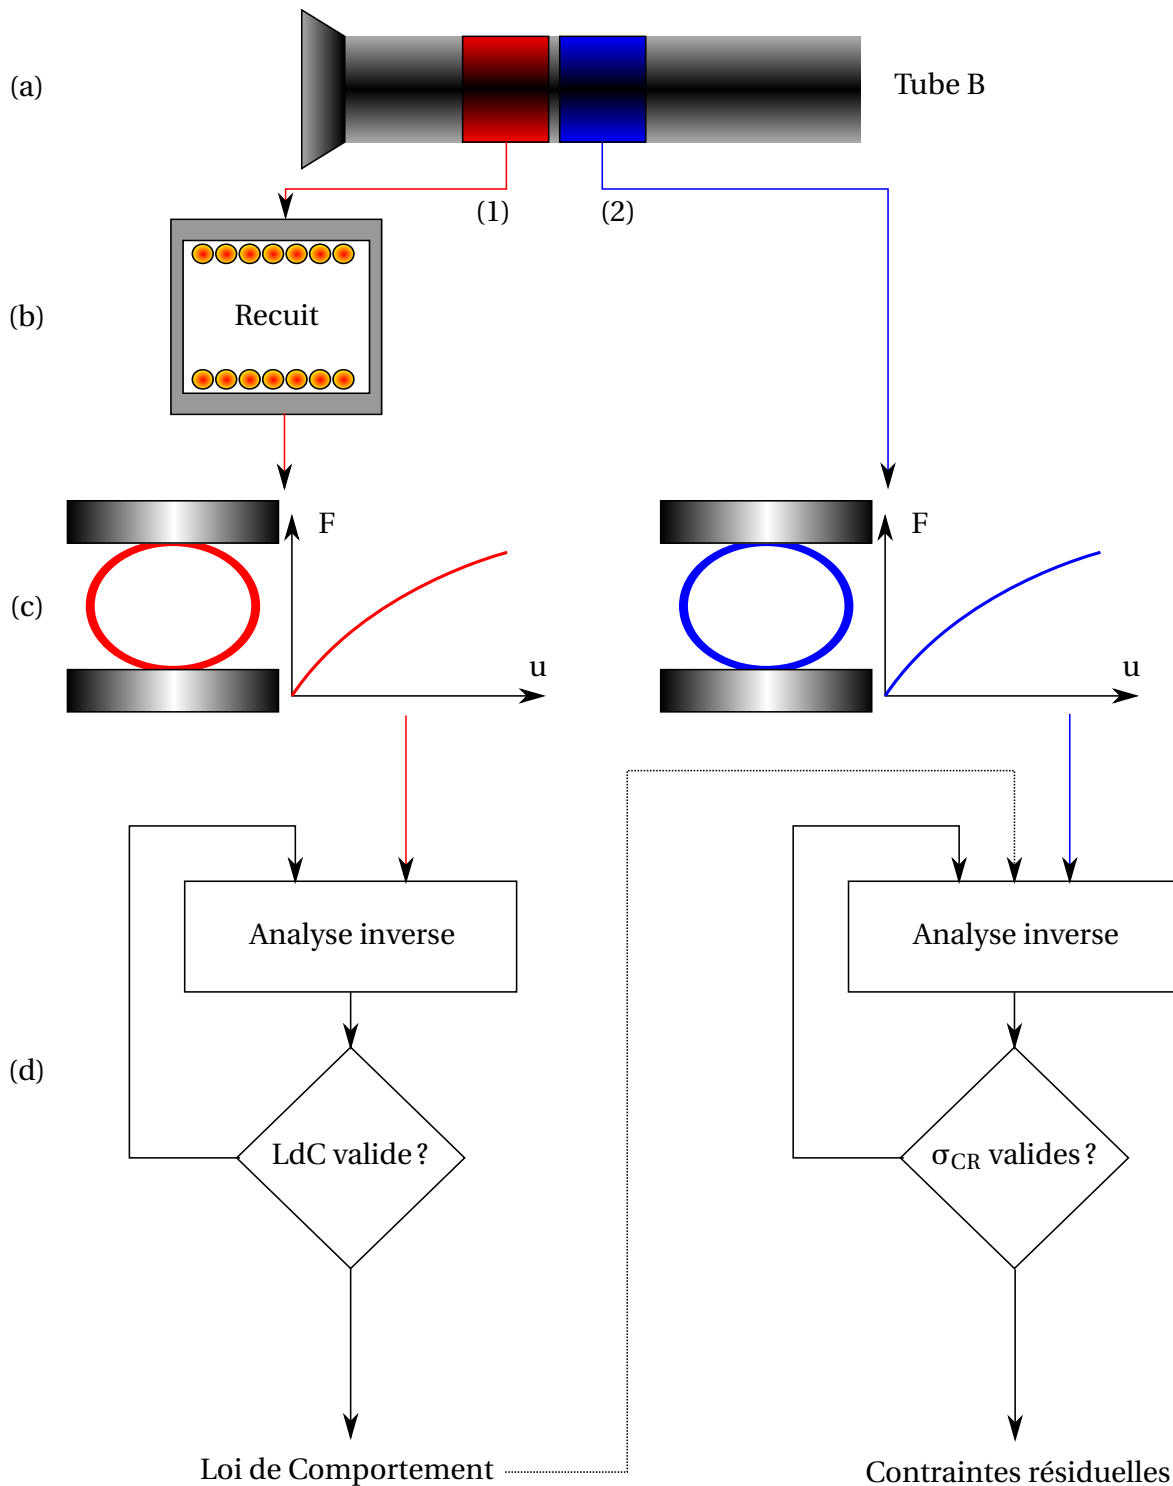 (a)
Tube B
(1)
(2)
(b)
Recuit
F
F
(c)
u
u
Analyse inverse
Analyse inverse
(d)
LdC valide ?
σCR valides ?
Loi de Comportement
Contraintes résiduelles